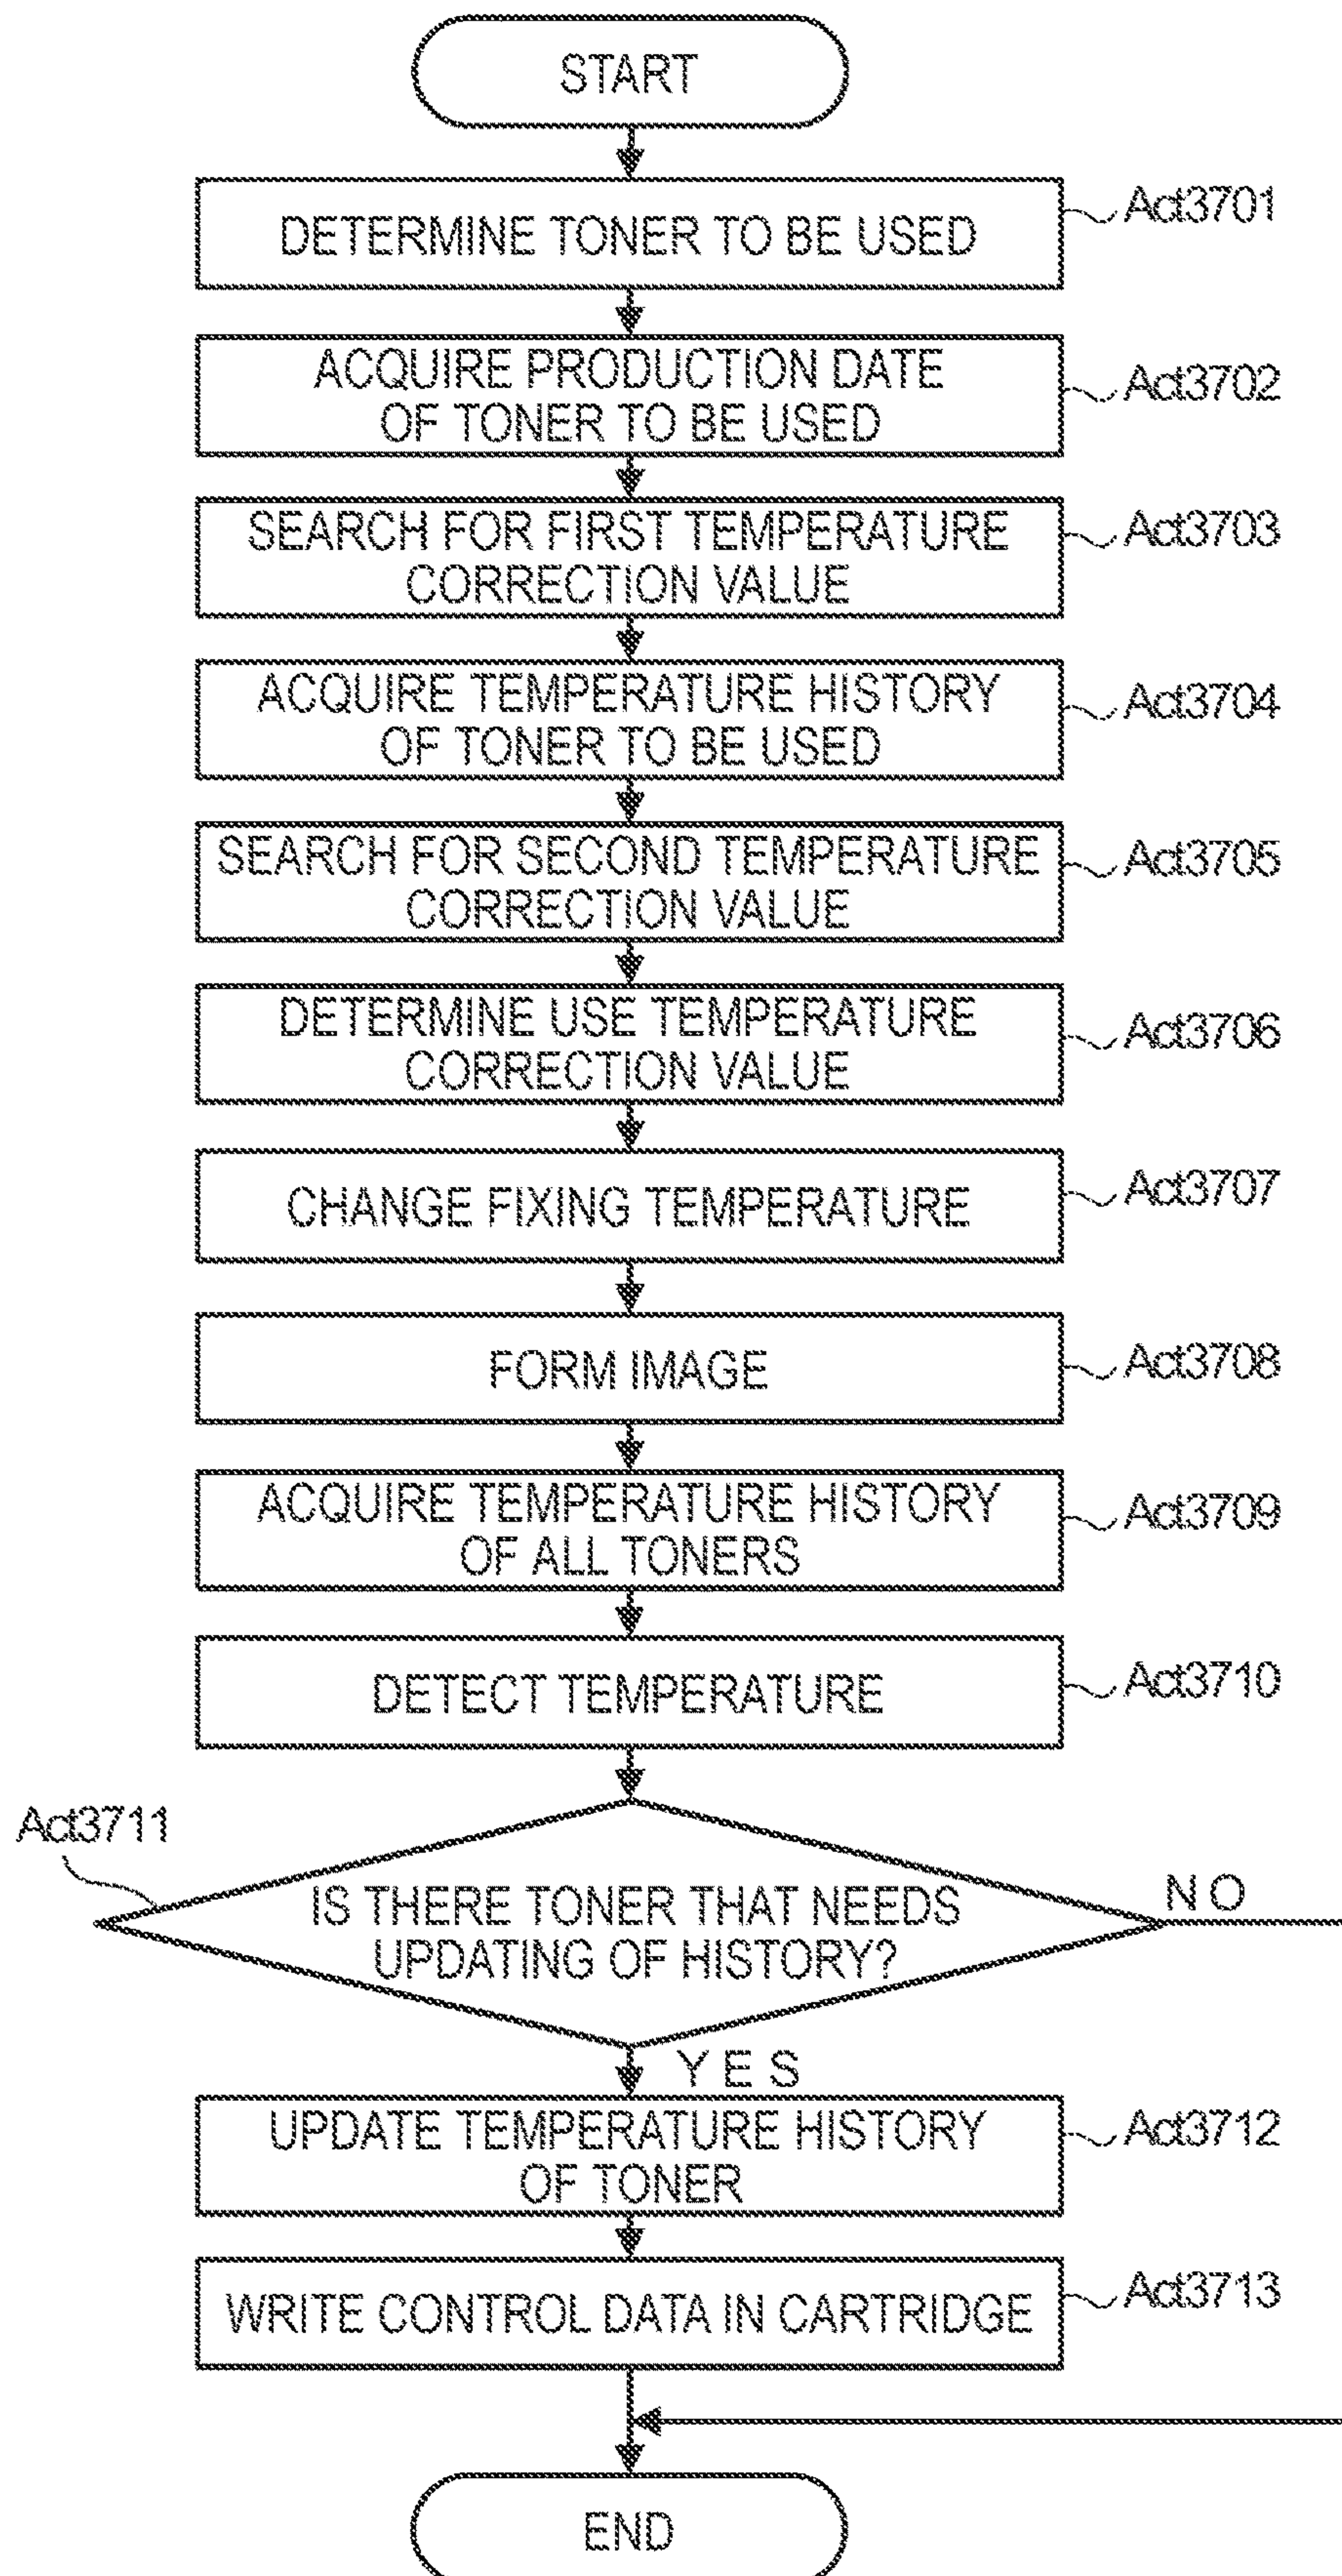 START
DETERMINE TONER TO BE USED
Act3701
ACQUIRE PRODUCTION DATE
OF TONER TO BE USED
Act3702
SEARCH FOR FIRST TEMPERATURE
CORRECTION VALUE
Act3703
ACQUIRE TEMPERATURE HISTORY
OF TONER TO BE USED
Act3704
SEARCH FOR SECOND TEMPERATURE
CORRECTION VALUE
Act3705
DETERMINE USE TEMPERATURE
CORRECTION VALUE
Act3706
CHANGE FIXING TEMPERATURE
Act3707
FORM IMAGE
Act3708
ACQUIRE TEMPERATURE HISTORY
OF ALL TONERS
Act3709
DETECT TEMPERATURE
Act3710
Act3711
IS THERE TONER THAT NEEDS
UPDATING OF HISTORY?
NO
YES
UPDATE TEMPERATURE HISTORY
OF TONER
Act3712
WRITE CONTROL DATA IN CARTRIDGE
Act3713
END